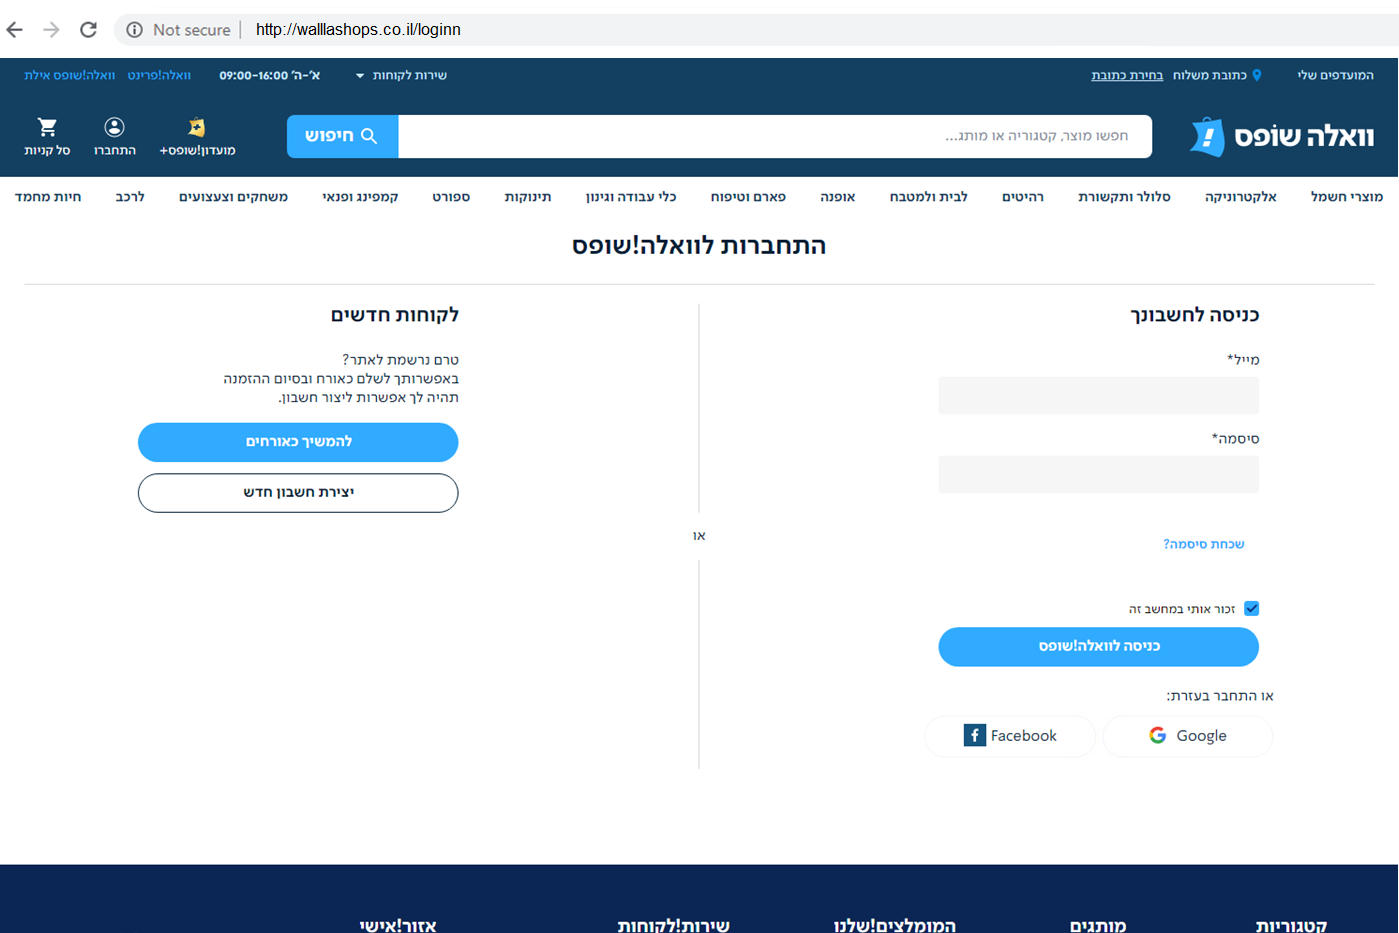 Not secure | http://walllashops.co.il/loginn
המועדפים שלי כתובת משלוח בחירת כתובת שירות לקוחות א'-ה' 09:00-16:00 וואלה!פרינט וואלה!שופס אילת
וואלה שופס חפשו מוצר, קטגוריה או מותג... חיפוש מועדון!שופס+ התחברו סל קניות
מוצרי חשמל אלקטרוניקה סלולר ותקשורת רהיטים לבית ולמטבח אופנה פארם וטיפוח כלי עבודה וגינון תינוקות ספורט קמפינג ופנאי משחקים וצעצועים לרכב חיות מחמד
התחברות לוואלה!שופס
כניסה לחשבונך
מייל*
סיסמה*
שכחת סיסמה?
זכור אותי במחשב זה
כניסה לוואלה!שופס
או התחבר בעזרת:
Google
Facebook
או
לקוחות חדשים
טרם נרשמת לאתר?
באפשרותך לשלם כאורח ובסיום ההזמנה
תהיה לך אפשרות ליצור חשבון.
להמשיך כאורחים
יצירת חשבון חדש
קטגוריות מותגים המומלצים!שלנו שירות!לקוחות אזור!אישי